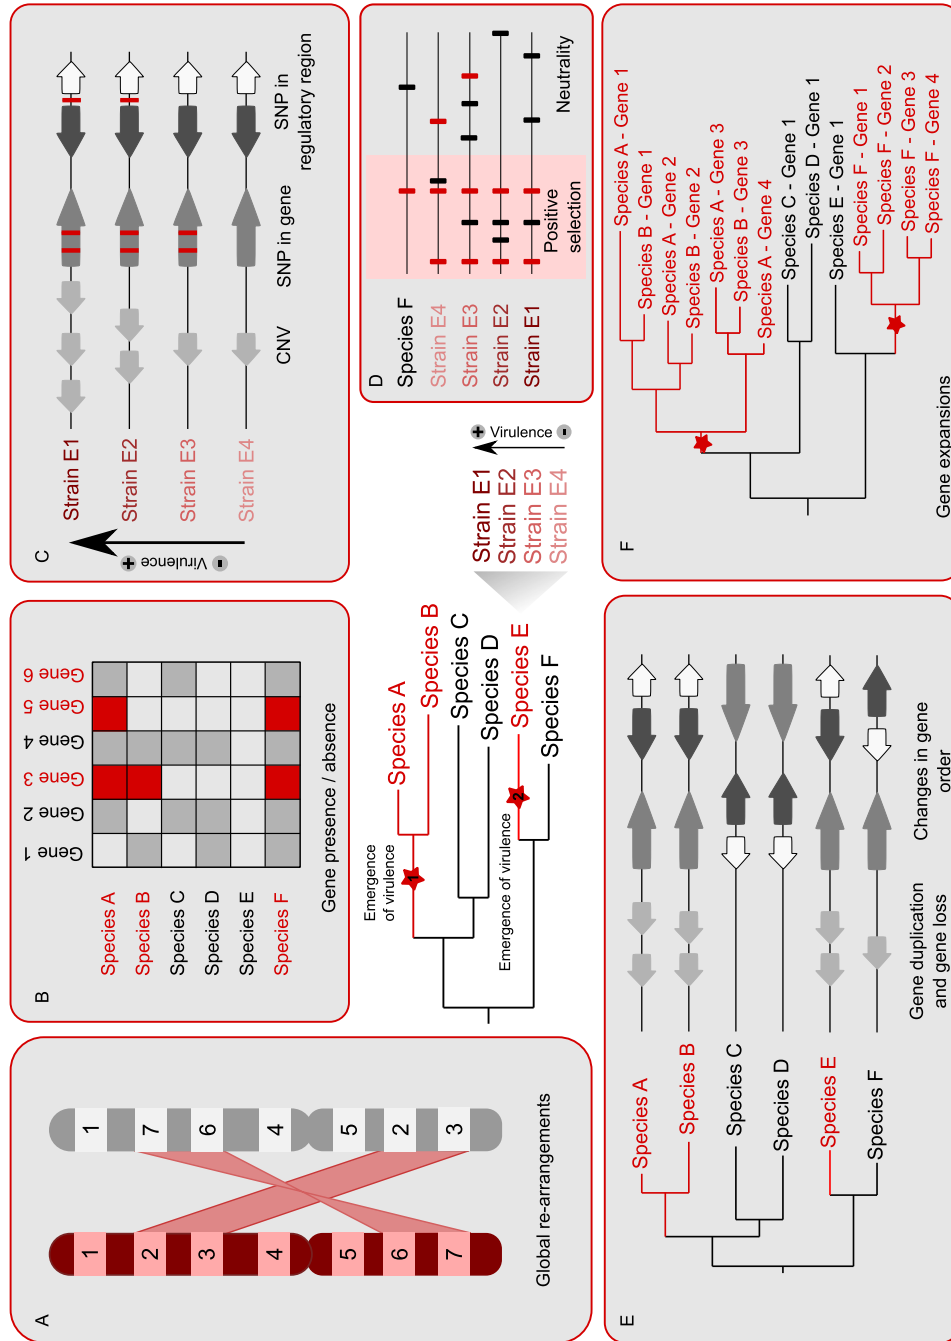 A
1
2
3
4
5
6
7
1
7
6
4
5
2
3
Global re-arrangements
B
Gene 1
Gene 2
Gene 3
Gene 4
Gene 5
Gene 6
Species A
Species B
Species C
Species D
Species E
Species F
Gene presence / absence
C
+
Virulence
-
Strain E1
Strain E2
Strain E3
Strain E4
CNV
SNP in gene
SNP in
regulatory region
Emergence
of virulence
1
Emergence of virulence
2
Species A
Species B
Species C
Species D
Species E
Species F
Strain E1
Strain E2
Strain E3
Strain E4
+
Virulence
-
D
Species F
Strain E4
Strain E3
Strain E2
Strain E1
Positive
selection
Neutrality
E
Species A
Species B
Species C
Species D
Species E
Species F
Gene duplication
and gene loss
Changes in gene
order
F
Species A - Gene 1
Species B - Gene 1
Species A - Gene 2
Species B - Gene 2
Species A - Gene 3
Species B - Gene 3
Species A - Gene 4
Species C - Gene 1
Species D - Gene 1
Species E - Gene 1
Species F - Gene 1
Species F - Gene 2
Species F - Gene 3
Species F - Gene 4
Gene expansions